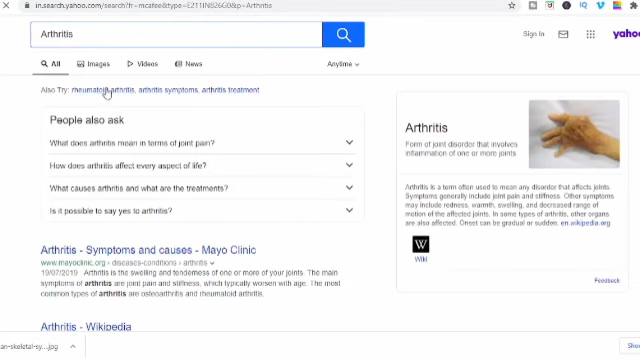 in.search.yahoo.com/search?fr=mcafee&type=E211IN826G0&p=Arthritis
Arthritis
Sign In
yahoo
All
Images
Videos
News
Anytime
Also Try: rheumatoid arthritis, arthritis symptoms, arthritis treatment
People also ask
What does arthritis mean in terms of joint pain?
How does arthritis affect every aspect of life?
What causes arthritis and what are the treatments?
Is it possible to say yes to arthritis?
Arthritis - Symptoms and causes - Mayo Clinic
www.mayoclinic.org › diseases-conditions › arthritis
19/07/2019 Arthritis is the swelling and tenderness of one or more of your joints. The main
symptoms of arthritis are joint pain and stiffness, which typically worsen with age. The most
common types of arthritis are osteoarthritis and rheumatoid arthritis.
Arthritis - Wikipedia
Arthritis
Form of joint disorder that involves
inflammation of one or more joints
Arthritis is a term often used to mean any disorder that affects joints.
Symptoms generally include joint pain and stiffness. Other symptoms
may include redness, warmth, swelling, and decreased range of
motion of the affected joints. In some types of arthritis, other organs
are also affected. Onset can be gradual or sudden. en.wikipedia.org
W
Wiki
Feedback
an-skeletal-sy....jpg